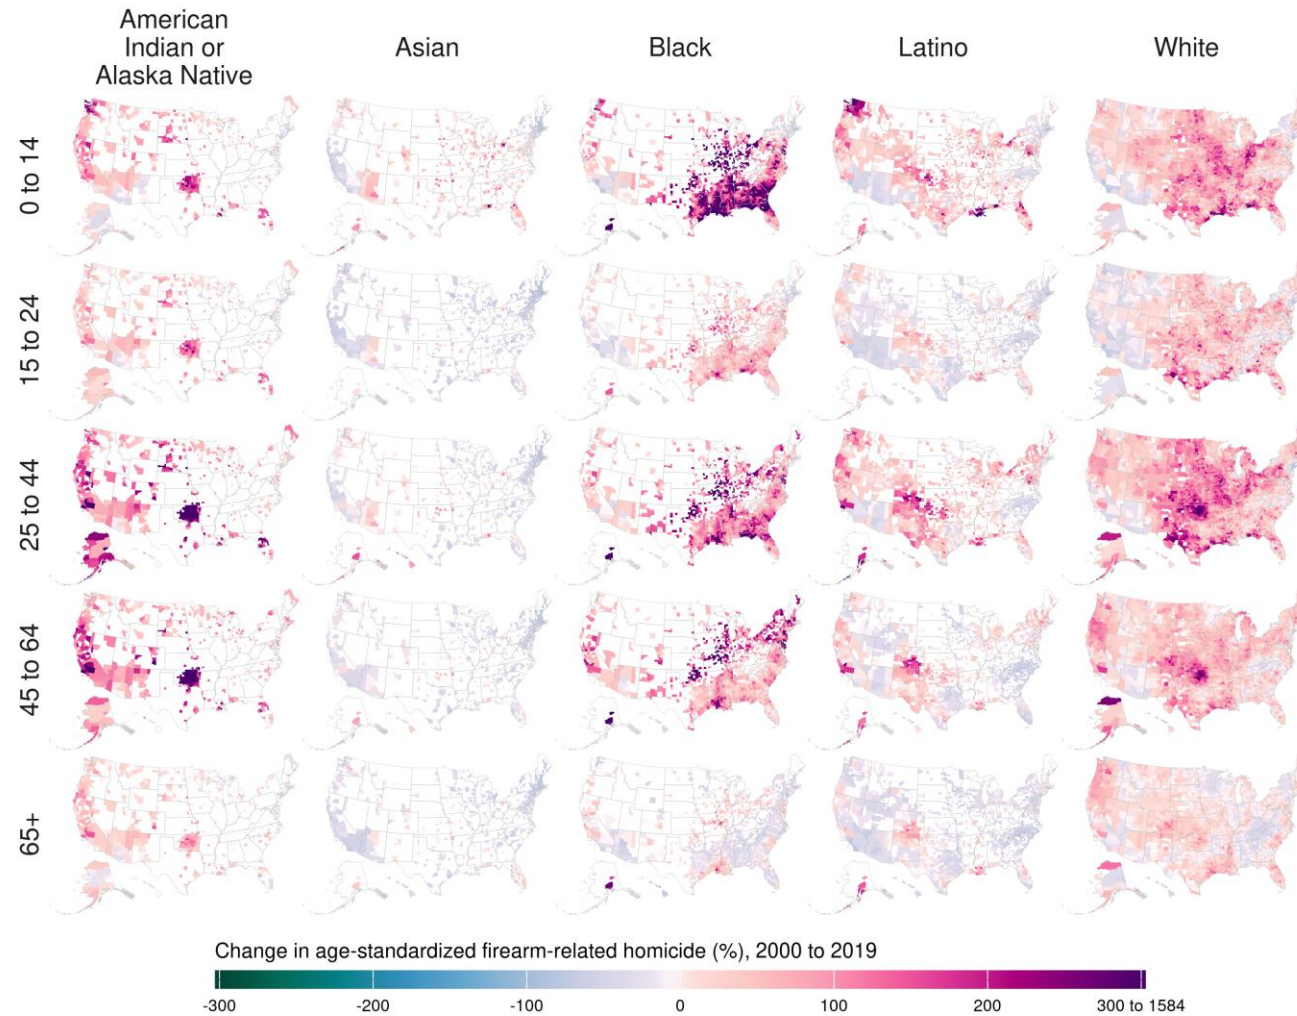 American
Indian or
Alaska Native
Asian
Black
Latino
White
0 to 14
15 to 24
25 to 44
45 to 64
65+
Change in age-standardized firearm-related homicide (%), 2000 to 2019
-300
-200
-100
0
100
200
300 to 1584